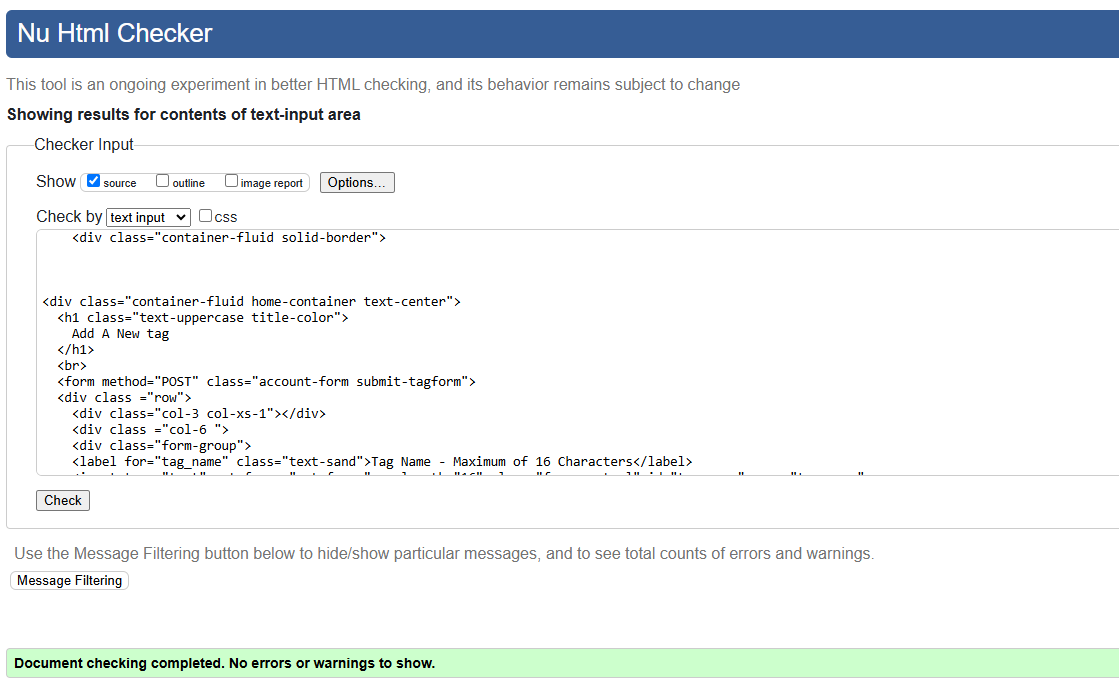 Nu Html Checker
This tool is an ongoing experiment in better HTML checking, and its behavior remains subject to change
Showing results for contents of text-input area
Checker Input
Show source outline image report Options...
Check by text input css
<div class="container-fluid solid-border">
<div class="container-fluid home-container text-center">
<h1 class="text-uppercase title-color">
Add A New tag
</h1>
<br>
<form method="POST" class="account-form submit-tagform">
<div class ="row">
<div class="col-3 col-xs-1"></div>
<div class ="col-6 ">
<div class="form-group">
<label for="tag_name" class="text-sand">Tag Name - Maximum of 16 Characters</label>
Check
Use the Message Filtering button below to hide/show particular messages, and to see total counts of errors and warnings.
Message Filtering
Document checking completed. No errors or warnings to show.